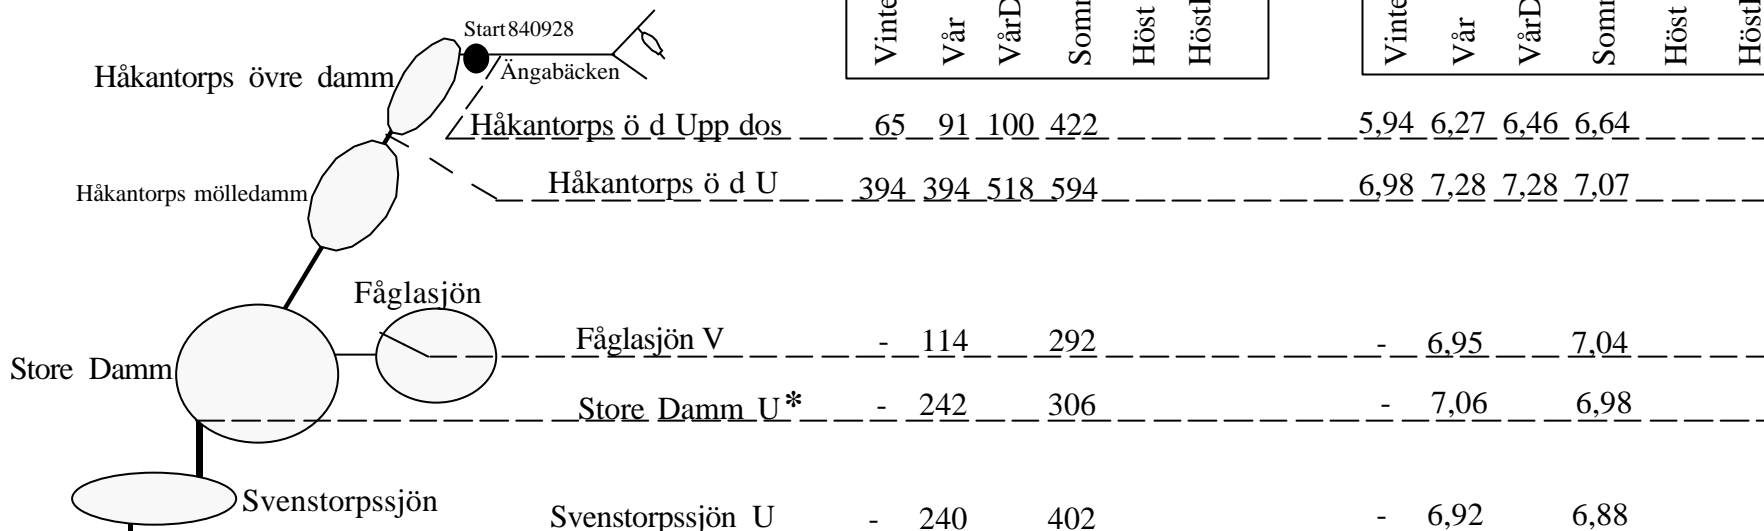 Start 840928
Ängabäcken
Håkantorps övre damm
Vår Höst Vår Höst
Håkantorps ö d Upp dos 65 91 100 422 5,94 6,27 6,46 6,64
Håkantorps mölledamm
Håkantorps ö d U 394 394 518 594 6,98 7,28 7,28 7,07
Fåglasjön
Fåglasjön V - 114 292 - 6,95 7,04
Store Damm
Store Damm U* - 242 306 - 7,06 6,98
Svenstorpssjön
Svenstorpssjön U - 240 402 - 6,92 6,88